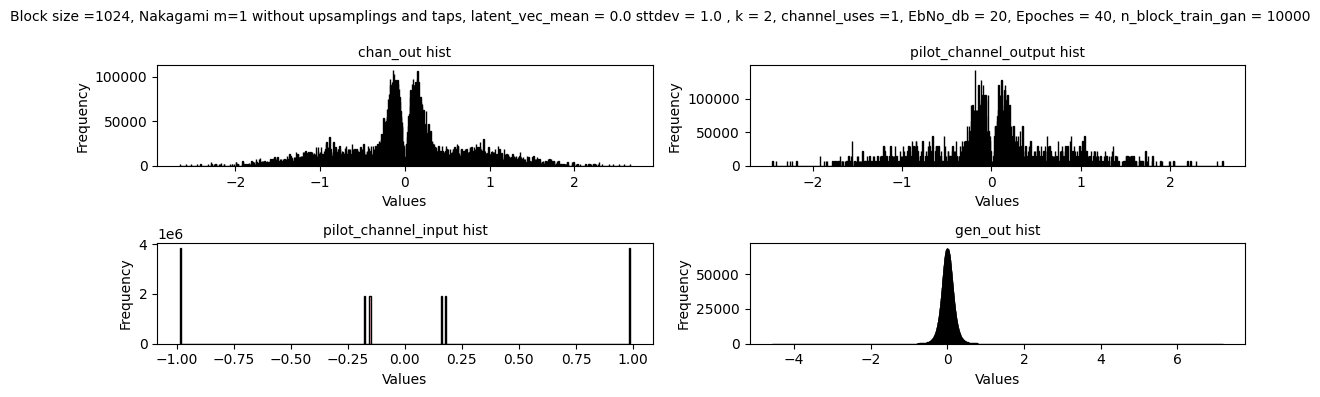 Block size =1024, Nakagami m=1 without upsamplings and taps, latent_vec_mean = 0.0 sttdev = 1.0 , k = 2, channel_uses =1, EbNo_db = 20, Epoches = 40, n_block_train_gan = 10000
chan_out hist
Frequency
100000
50000
0
−2 −1 0 1 2
Values
pilot_channel_output hist
Frequency
100000
50000
0
−2 −1 0 1 2
Values
pilot_channel_input hist
1e6
Frequency
4
2
0
−1.00 −0.75 −0.50 −0.25 0.00 0.25 0.50 0.75 1.00
Values
gen_out hist
Frequency
50000
25000
0
−4 −2 0 2 4 6
Values